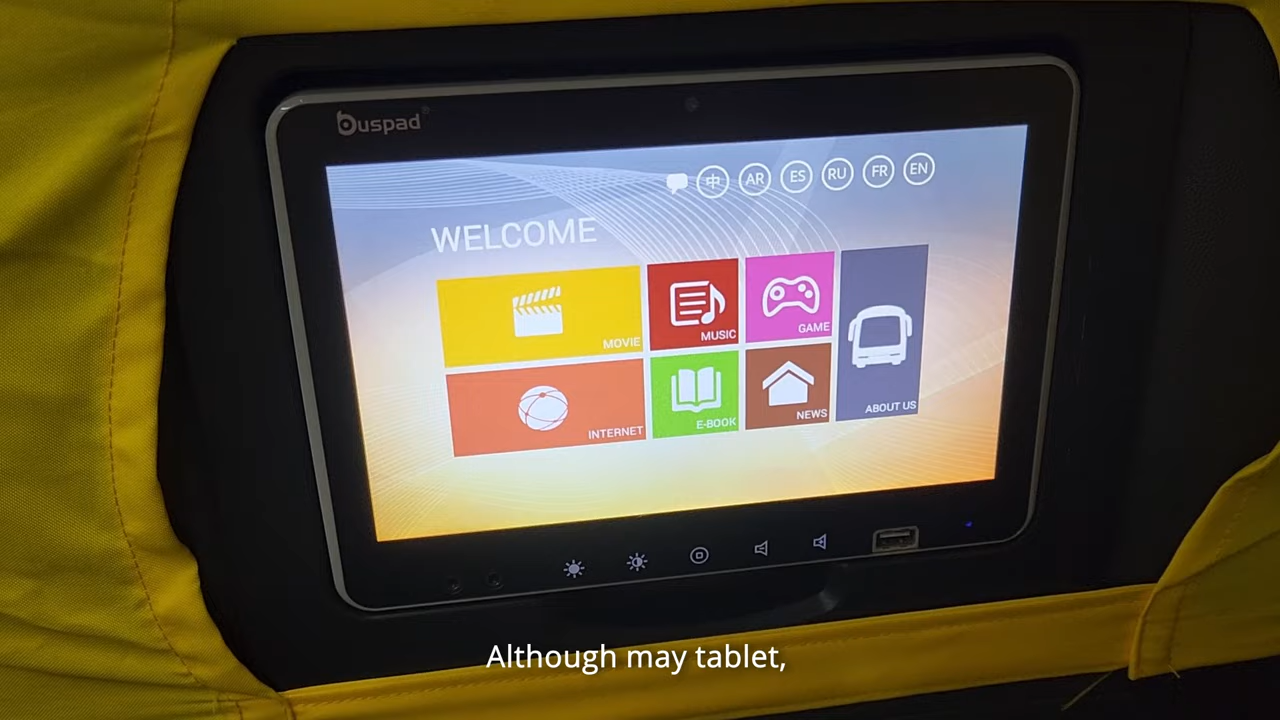 buspad®
中 AR ES RU FR EN
WELCOME
MOVIE
MUSIC
GAME
INTERNET
E-BOOK
NEWS
ABOUT US
Although may tablet,